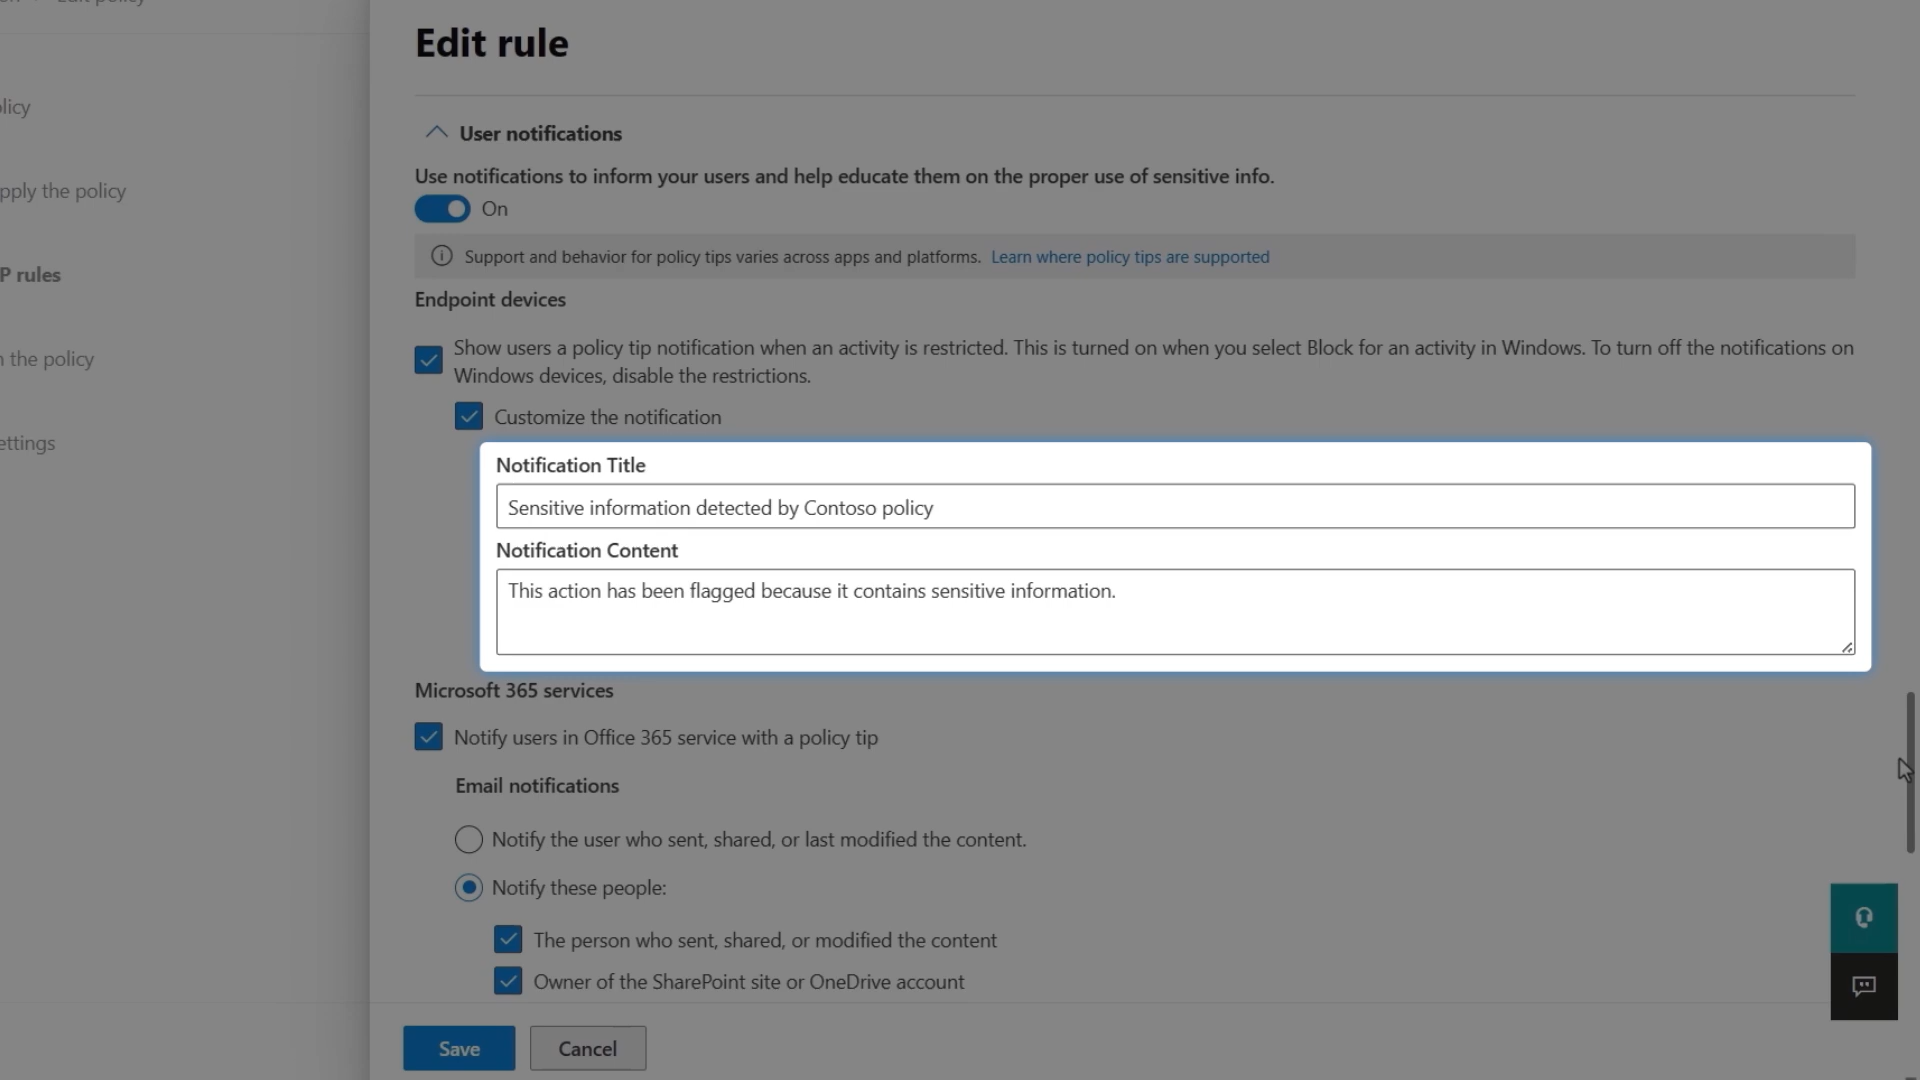 Edit policy
Edit rule
User notifications
Use notifications to inform your users and help educate them on the proper use of sensitive info.
On
Support and behavior for policy tips varies across apps and platforms. Learn where policy tips are supported
Endpoint devices
Show users a policy tip notification when an activity is restricted. This is turned on when you select Block for an activity in Windows. To turn off the notifications on
Windows devices, disable the restrictions.
Customize the notification
Notification Title
Sensitive information detected by Contoso policy
Notification Content
This action has been flagged because it contains sensitive information.
Microsoft 365 services
Notify users in Office 365 service with a policy tip
Email notifications
Notify the user who sent, shared, or last modified the content.
Notify these people:
The person who sent, shared, or modified the content
Owner of the SharePoint site or OneDrive account
Save
Cancel
olicy
pply the policy
P rules
n the policy
ettings